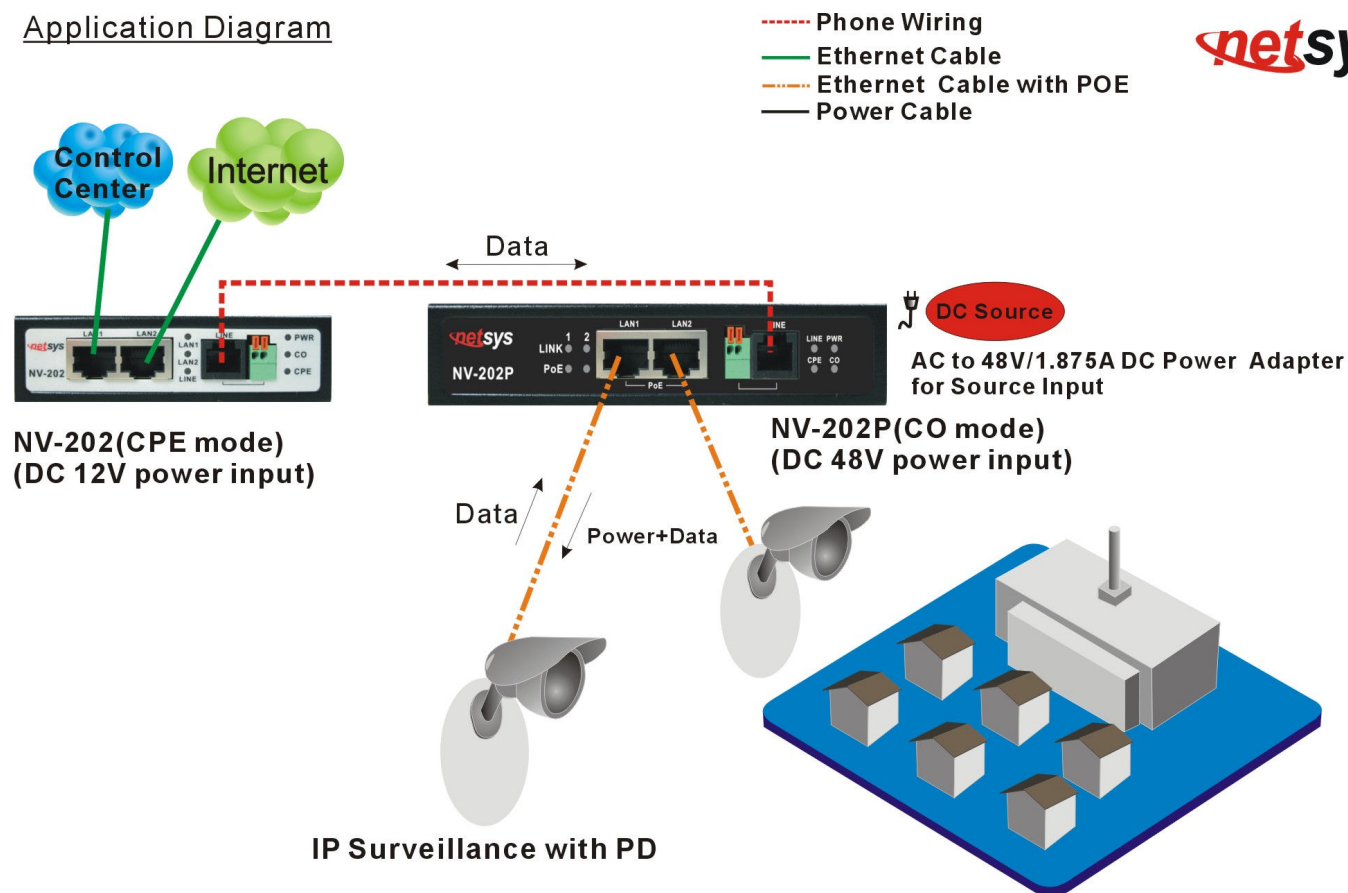 Application Diagram
Phone Wiring
Ethernet Cable
Ethernet Cable with POE
Power Cable
netsy
Control
Center
Internet
Data
LAN1 LAN2 LINE
LAN1
LAN2
LINE
PWR
CO
CPE
netsys
NV-202
netsys
NV-202P
1 2
LINK
PoE
LAN1 LAN2
PoE
LINE
LINE PWR
CPE CO
DC Source
AC to 48V/1.875A DC Power Adapter
for Source Input
NV-202(CPE mode)
(DC 12V power input)
NV-202P(CO mode)
(DC 48V power input)
Data
Power+Data
IP Surveillance with PD